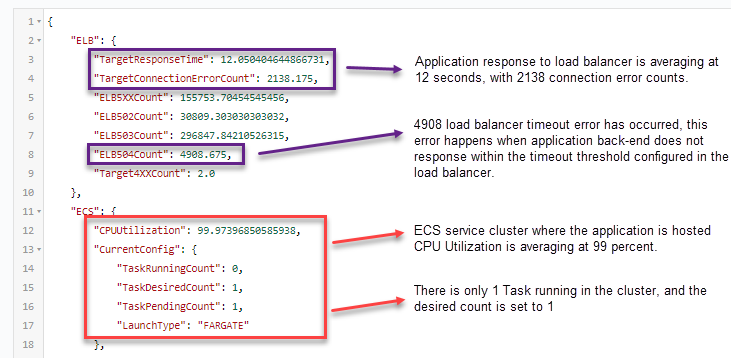 1 {
2 "ELB": {
3 "TargetResponseTime": 12.050404644866731,
4 "TargetConnectionErrorCount": 2138.175,
5 "ELB5XXCount": 155753.70454545456,
6 "ELB502Count": 30809.303030303032,
7 "ELB503Count": 296847.84210526315,
8 "ELB504Count": 4908.675,
9 "Target4XXCount": 2.0
10 },
11 "ECS": {
12 "CPUUtilization": 99.97396850585938,
13 "CurrentConfig": {
14 "TaskRunningCount": 0,
15 "TaskDesiredCount": 1,
16 "TaskPendingCount": 1,
17 "LaunchType": "FARGATE"
18 },
Application response to load balancer is averaging at
12 seconds, with 2138 connection error counts.
4908 load balancer timeout error has occurred, this
error happens when application back-end does not
response within the timeout threshold configured in the
load balancer.
ECS service cluster where the application is hosted
CPU Utilization is averaging at 99 percent.
There is only 1 Task running in the cluster, and the
desired count is set to 1